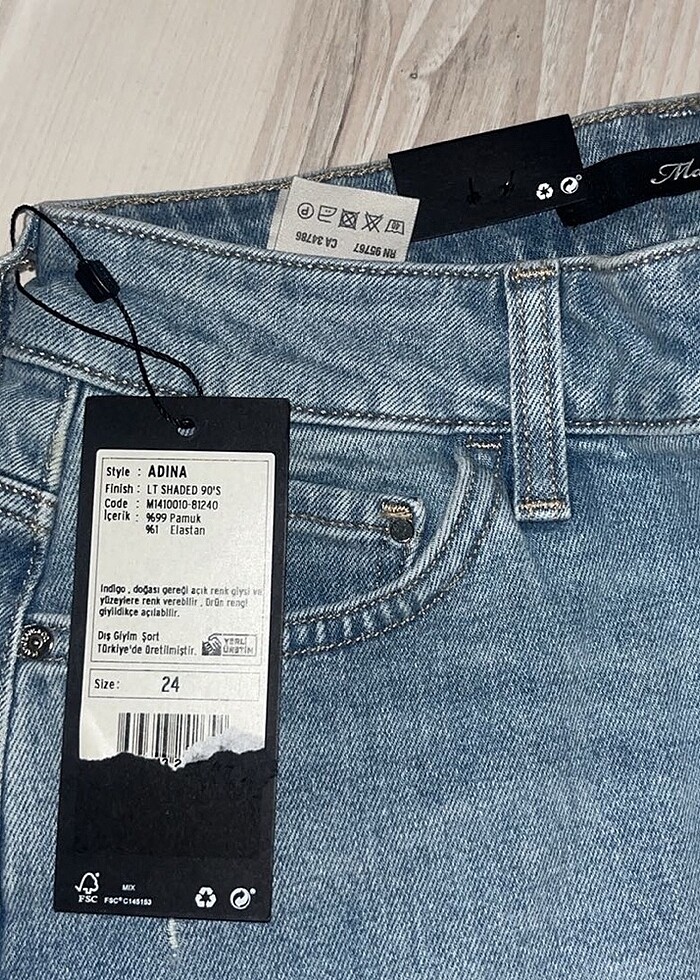 Ma
CA 34786
RN 95767
Style : ADINA
Finish : LT SHADED 90'S
Code : M1410010-81240
İçerik : %99 Pamuk
%1 Elastan
Indigo , doğası gereği açık renk giysi ve
yüzeylere renk verebilir , ürün rengi
giyildikçe açılabilir.
Dış Giyim Şort
Türkiye'de Üretilmiştir.
YERLİ
ÜRETİM
Size: 24
FSC
MIX
FSC® C145153